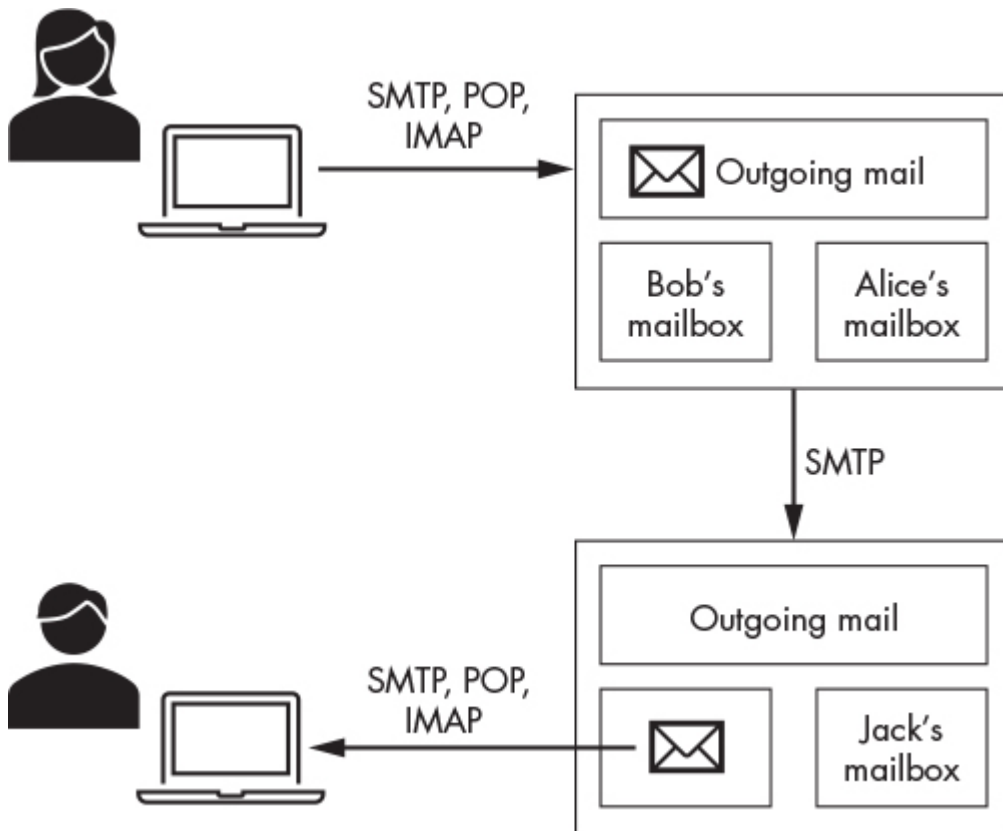 SMTP, POP,
IMAP
Outgoing mail
Bob's
mailbox
Alice's
mailbox
SMTP
Outgoing mail
SMTP, POP,
IMAP
Jack's
mailbox